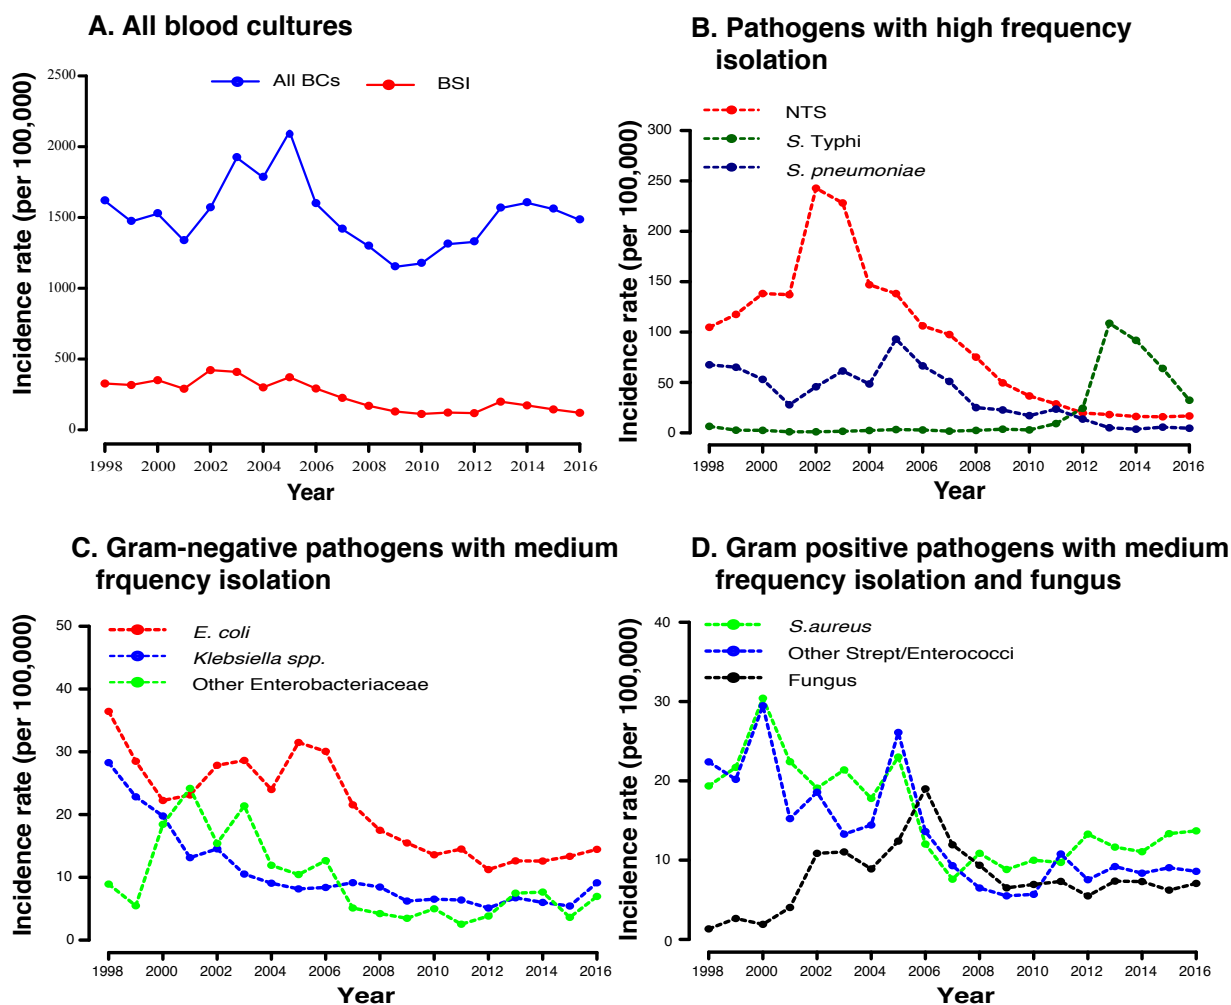 A. All blood cultures
All BCs
BSI
Incidence rate (per 100,000)
2500
2000
1500
1000
500
0
1998 2000 2002 2004 2006 2008 2010 2012 2014 2016
Year
B. Pathogens with high frequency
isolation
NTS
S. Typhi
S. pneumoniae
Incidence rate (per 100,000)
300
250
200
150
100
50
0
1998 2000 2002 2004 2006 2008 2010 2012 2014 2016
Year
C. Gram-negative pathogens with medium
frquency isolation
E. coli
Klebsiella spp.
Other Enterobacteriaceae
Incidence rate (per 100,000)
50
40
30
20
10
0
1998 2000 2002 2004 2006 2008 2010 2012 2014 2016
Year
D. Gram positive pathogens with medium
frequency isolation and fungus
S.aureus
Other Strept/Enterococci
Fungus
Incidence rate (per 100,000)
40
30
20
10
0
1998 2000 2002 2004 2006 2008 2010 2012 2014 2016
Year